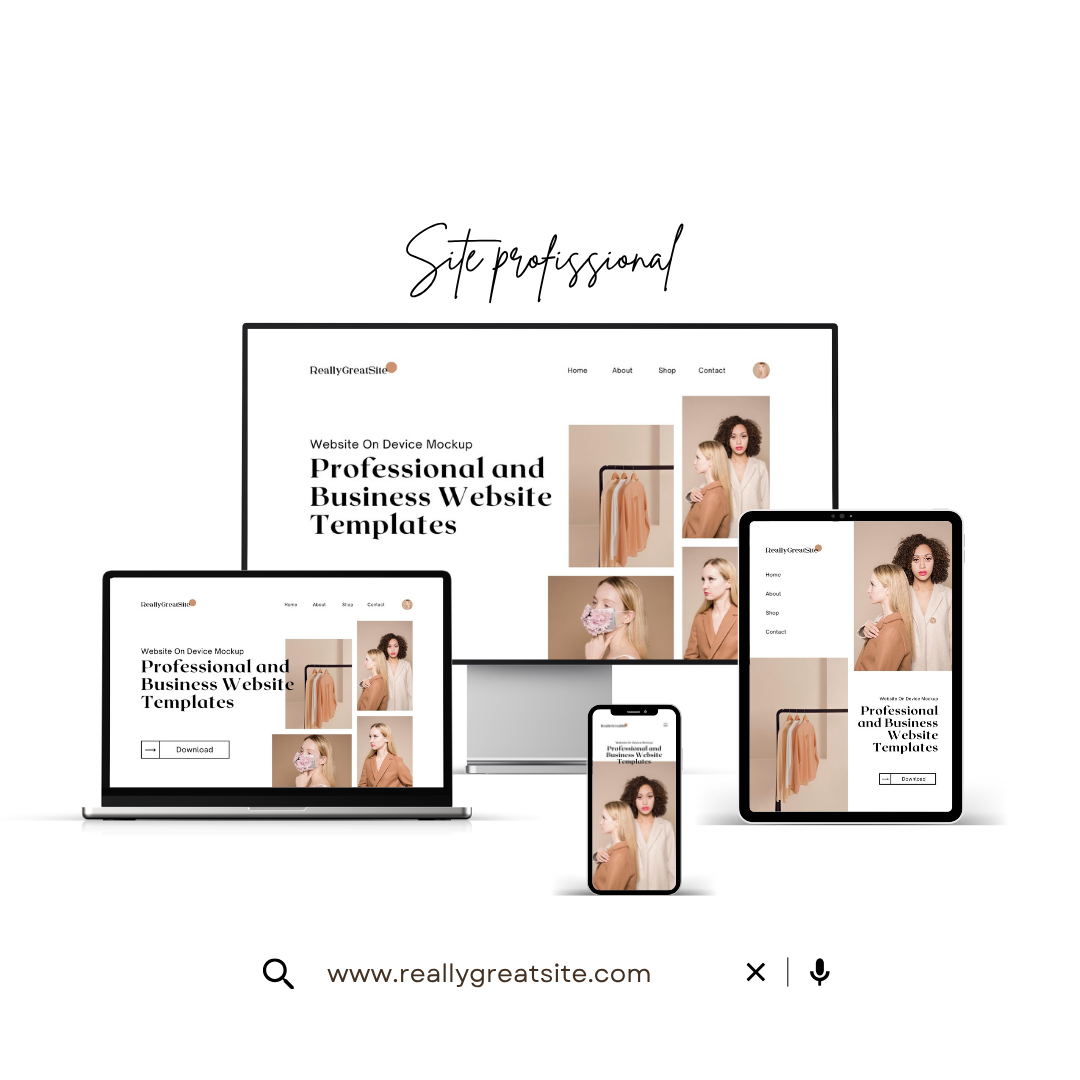 Site profissional
ReallyGreatSite
Home About Shop Contact
Website On Device Mockup
Professional and
Business Website
Templates
ReallyGreatSite
Home About Shop Contact
Website On Device Mockup
Professional and
Business Website
Templates
Download
ReallyGreatSite
Home
About
Shop
Contact
Website On Device Mockup
Professional
and Business
Website
Templates
Download
ReallyGreatSite
Website On Device Mockup
Professional and
Business Website
Templates
www.reallygreatsite.com